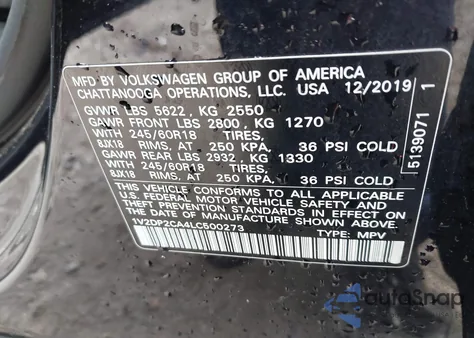 MFD BY VOLKSWAGEN GROUP OF AMERICA
CHATTANOOGA OPERATIONS, LLC. USA 12/2019
GVWR LBS 5622 , KG 2550
GAWR FRONT LBS 2800 , KG 1270
WITH 245/60R18 TIRES,
8JX18 RIMS, AT 250 KPA, 36 PSI COLD
GAWR REAR LBS 2932 , KG 1330
WITH 245/60R18 TIRES,
8JX18 RIMS, AT 250 KPA, 36 PSI COLD
THIS VEHICLE CONFORMS TO ALL APPLICABLE
U.S. FEDERAL MOTOR VEHICLE SAFETY AND
THEFT PREVENTION STANDARDS IN EFFECT ON THE
DATE OF MANUFACTURE SHOWN ABOVE.
1V2DP2CA4LC500273 TYPE: MPV
5139071 1
autoSnap